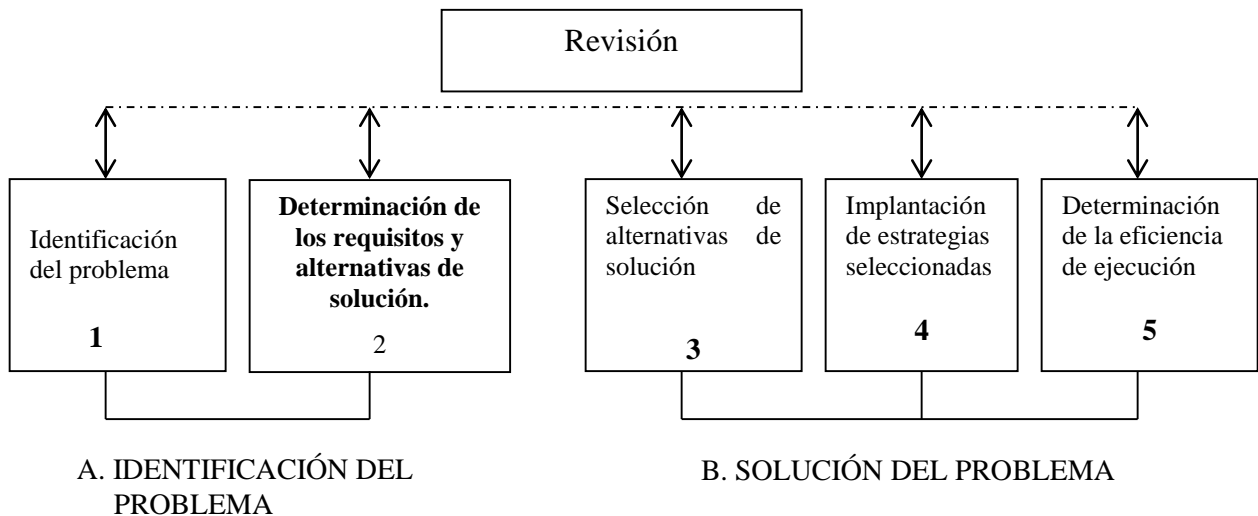 Revisión
Identificación
del problema
1
Determinación de
los requisitos y
alternativas de
solución.
2
Selección de
alternativas de
solución
3
Implantación
de estrategias
seleccionadas
4
Determinación
de la eficiencia
de ejecución
5
A. IDENTIFICACIÓN DEL
PROBLEMA
B. SOLUCIÓN DEL PROBLEMA